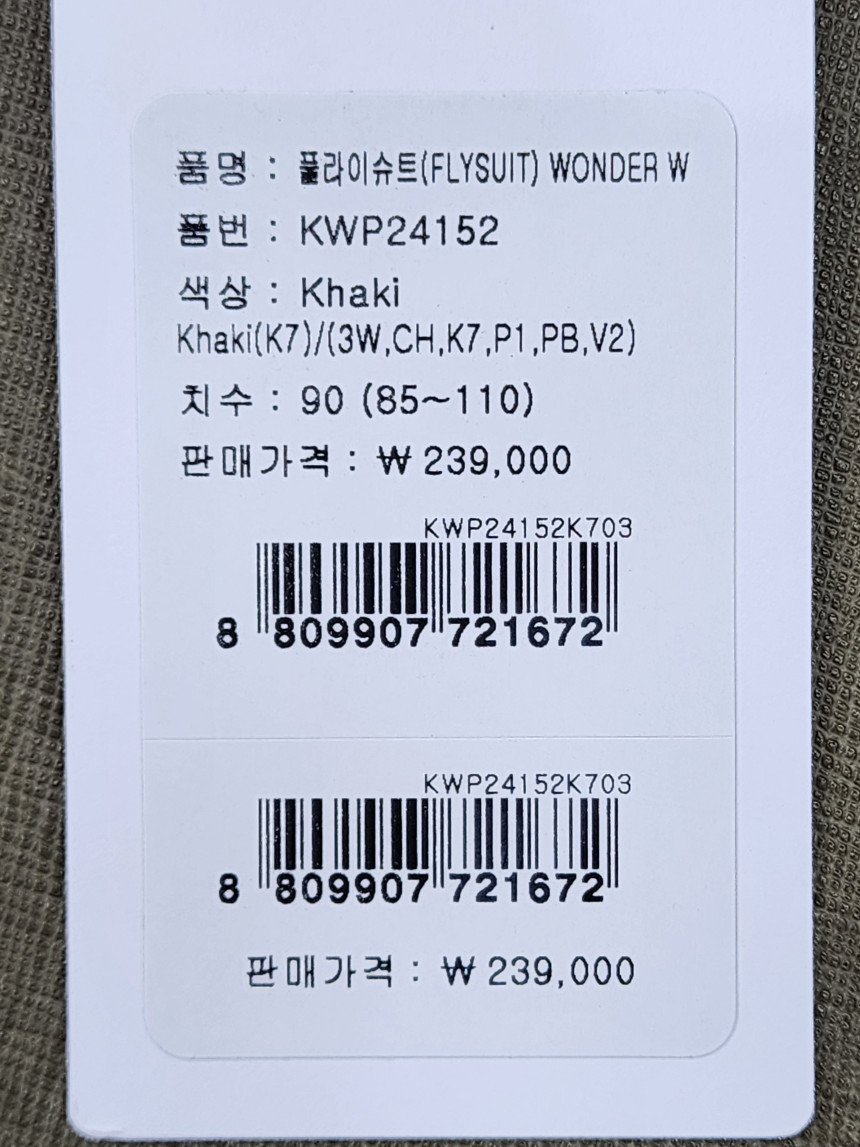 품명 : 플라이슈트(FLYSUIT) WONDER W
품번 : KWP24152
색상 : Khaki
Khaki(K7)/(3W,CH,K7,P1,PB,V2)
치수 : 90 (85~110)
판매가격 : ₩ 239,000
KWP24152K703
8 809907 721672
KWP24152K703
8 809907 721672
판매가격 : ₩ 239,000